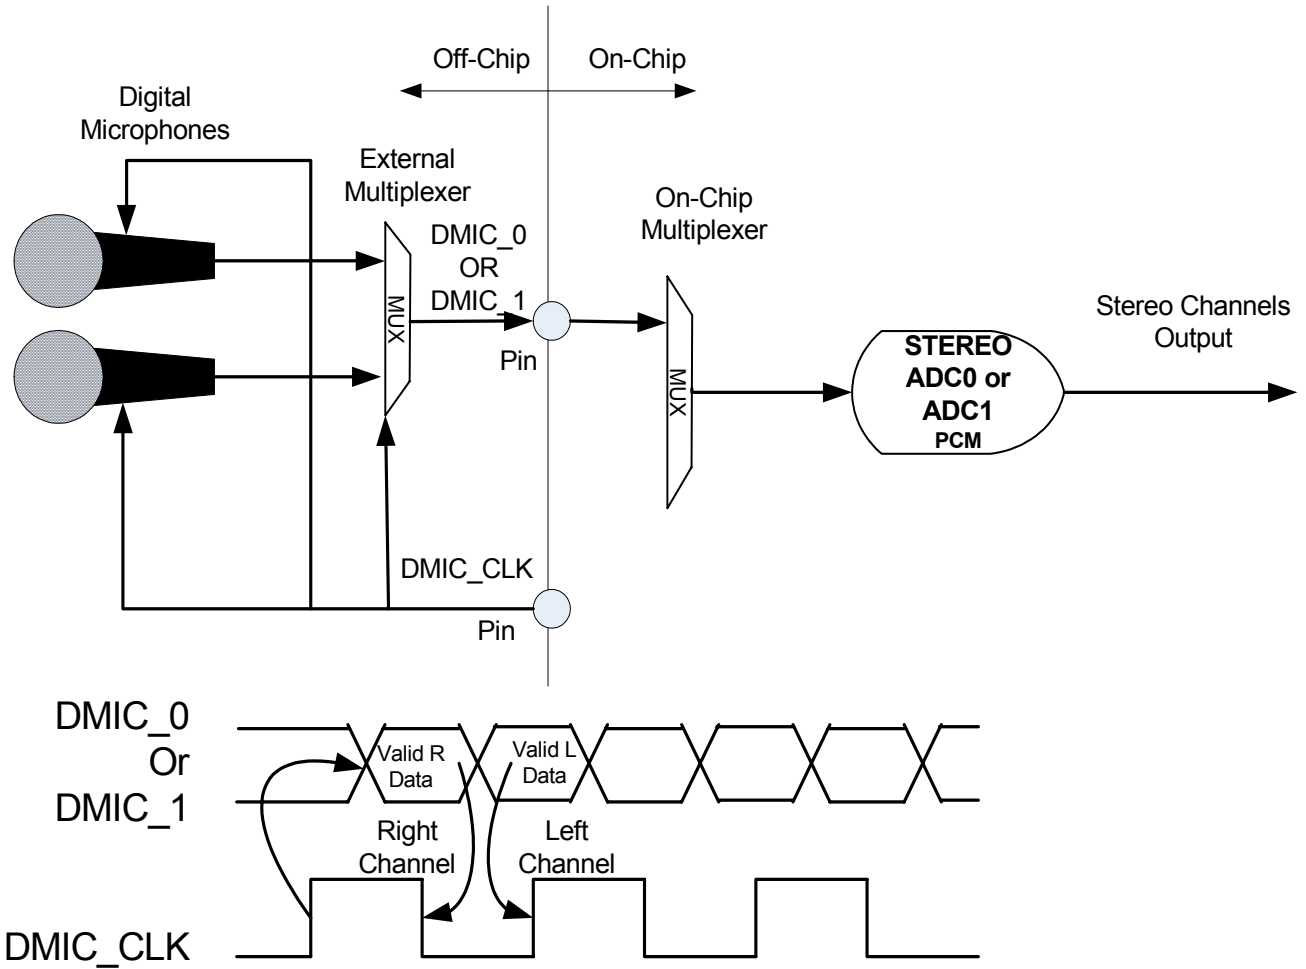 Off-Chip
On-Chip
Digital
Microphones
External
Multiplexer
On-Chip
Multiplexer
DMIC_0
OR
DMIC_1
MUX
Pin
MUX
STEREO
ADC0 or
ADC1
PCM
Stereo Channels
Output
DMIC_CLK
Pin
DMIC_0
Or
DMIC_1
Valid R
Data
Valid L
Data
Right
Channel
Left
Channel
DMIC_CLK